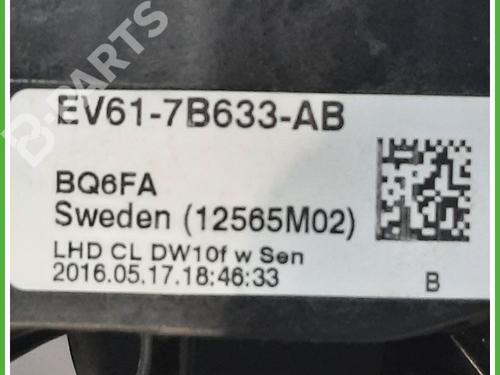 B-PARTS
EV61-7B633-AB
BQ6FA
Sweden (12565M02)
LHD CL DW10f w Sen
2016.05.17.18:46:33
B